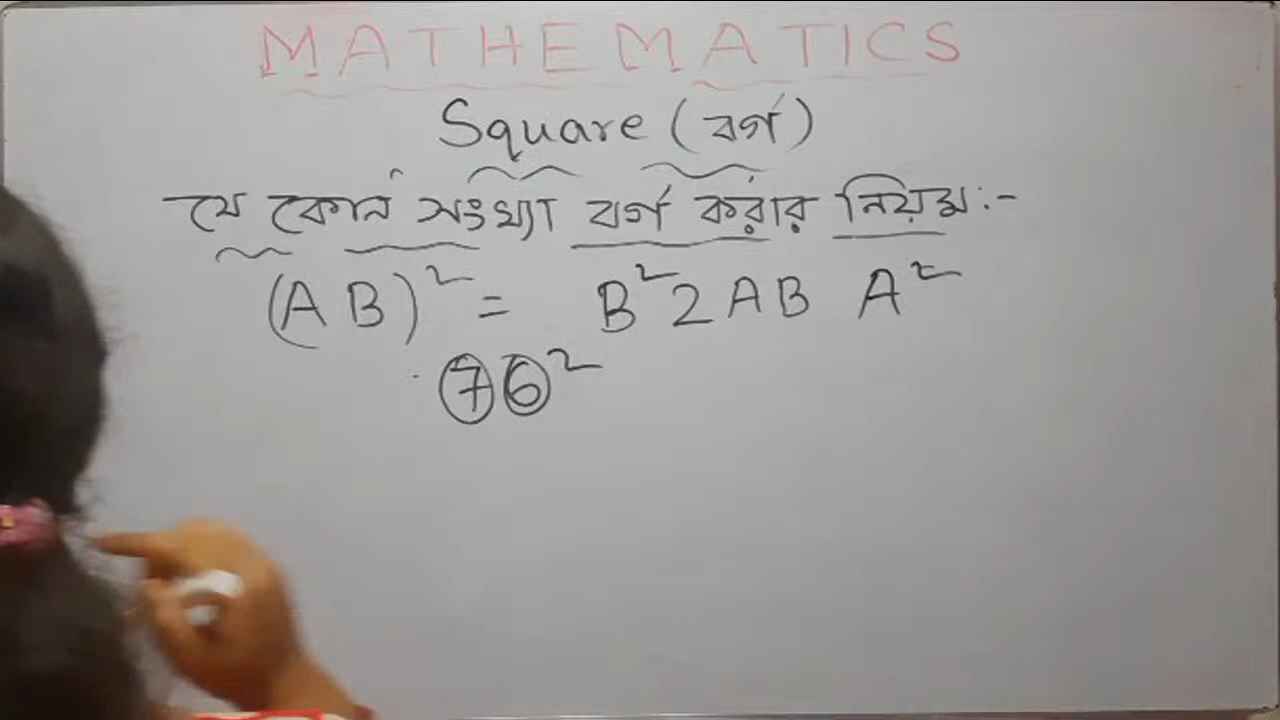 MATHEMATICS
Square (বর্গ)
যে কোন সংখ্যা বর্গ করার নিয়ম:-
(AB)² = B² 2AB A²
76²